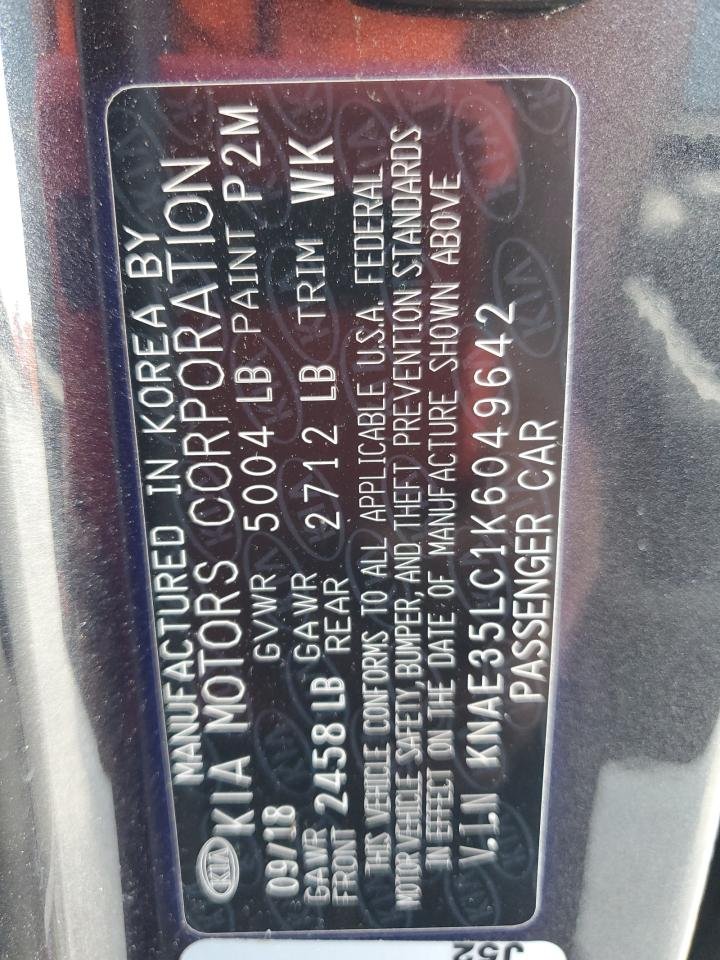 MANUFACTURED IN KOREA BY
KIA KIA MOTORS CORPORATION
09/18 GVWR 5004 LB PAINT P2M
GAWR FRONT 2458 LB GAWR REAR 2712 LB TRIM WK
THIS VEHICLE CONFORMS TO ALL APPLICABLE U.S.A. FEDERAL
MOTOR VEHICLE SAFETY, BUMPER, AND THEFT PREVENTION STANDARDS
IN EFFECT ON THE DATE OF MANUFACTURE SHOWN ABOVE
V.I.N KNAE35LC1K6049642
PASSENGER CAR
J52